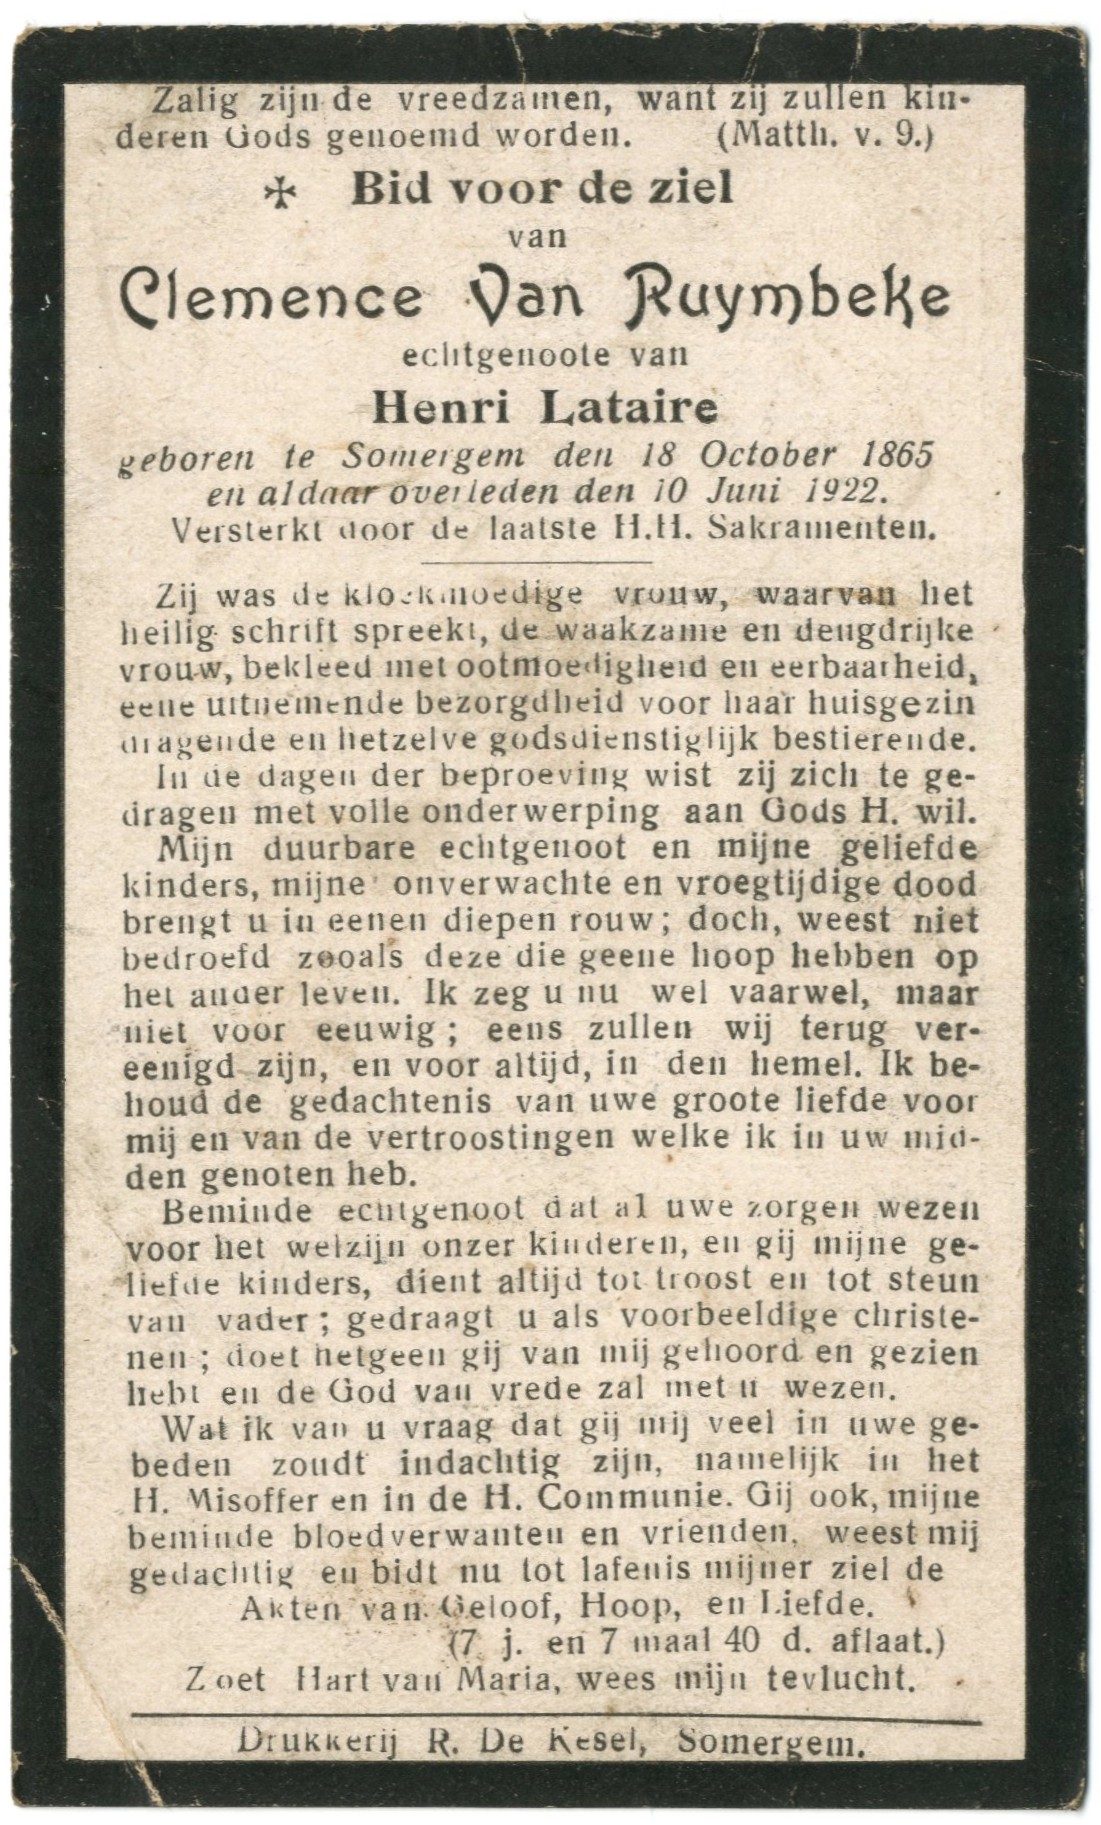 Zalig zijn de vreedzamen, want zij zullen kin-
deren Gods genoemd worden. (Matth. v. 9.)
✠ Bid voor de ziel
van
Clemence Van Ruymbeke
echtgenoote van
Henri Lataire
geboren te Somergem den 18 October 1865
en aldaar overleden den 10 Juni 1922.
Versterkt door de laatste H.H. Sakramenten.
Zij was de kloekmoedige vrouw, waarvan het
heilig schrift spreekt, de waakzame en deugdrijke
vrouw, bekleed met ootmoedigheid en eerbaarheid,
eene uitnemende bezorgdheid voor haar huisgezin
dragende en hetzelve godsdienstiglijk bestierende.
In de dagen der beproeving wist zij zich te ge-
dragen met volle onderwerping aan Gods H. wil.
Mijn duurbare echtgenoot en mijne geliefde
kinders, mijne onverwachte en vroegtijdige dood
brengt u in eenen diepen rouw; doch, weest niet
bedroefd zooals deze die geene hoop hebben op
het ander leven. Ik zeg u nu wel vaarwel, maar
niet voor eeuwig; eens zullen wij terug ver-
eenigd zijn, en voor altijd, in den hemel. Ik be-
houd de gedachtenis van uwe groote liefde voor
mij en van de vertroostingen welke ik in uw mid-
den genoten heb.
Beminde echtgenoot dat al uwe zorgen wezen
voor het welzijn onzer kinderen, en gij mijne ge-
liefde kinders, dient altijd tot troost en tot steun
van vader; gedraagt u als voorbeeldige christe-
nen; doet hetgeen gij van mij gehoord en gezien
hebt en de God van vrede zal met u wezen.
Wat ik van u vraag dat gij mij veel in uwe ge-
beden zoudt indachtig zijn, namelijk in het
H. Misoffer en in de H. Communie. Gij ook, mijne
beminde bloedverwanten en vrienden, weest mij
gedachtig en bidt nu tot lafenis mijner ziel de
Akten van Geloof, Hoop, en Liefde.
(7 j. en 7 maal 40 d. aflaat.)
Zoet Hart van Maria, wees mijn tevlucht.
Drukkerij R. De Kesel, Somergem.